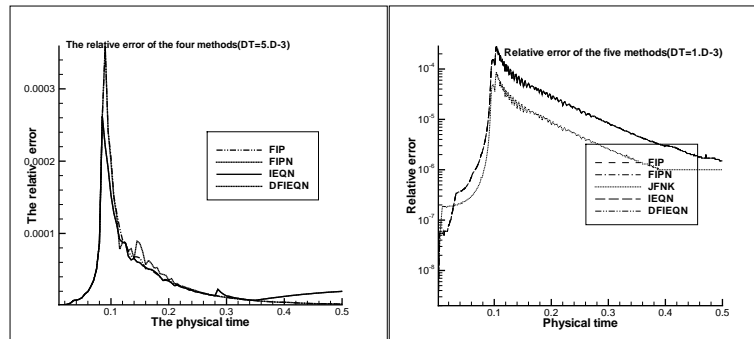 The relative error of the four methods(DT=5.D-3)
0.0003
0.0002
0.0001
The relative error
FIP
FIPN
IEQN
DFIEQN
0.1
0.2
0.3
0.4
0.5
The physical time
Relative error of the five methods(DT=1.D-3)
10-4
10-5
10-6
10-7
10-8
Relative error
FIP
FIPN
JFNK
IEQN
DFIEQN
0
0.1
0.2
0.3
0.4
0.5
Physical time